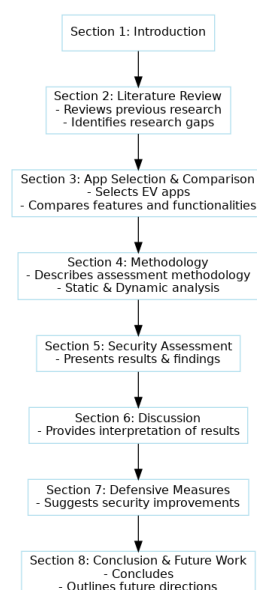 Section 1: Introduction
Section 2: Literature Review
- Reviews previous research
- Identifies research gaps
Section 3: App Selection & Comparison
- Selects EV apps
- Compares features and functionalities
Section 4: Methodology
- Describes assessment methodology
- Static & Dynamic analysis
Section 5: Security Assessment
- Presents results & findings
Section 6: Discussion
- Provides interpretation of results
Section 7: Defensive Measures
- Suggests security improvements
Section 8: Conclusion & Future Work
- Concludes
- Outlines future directions